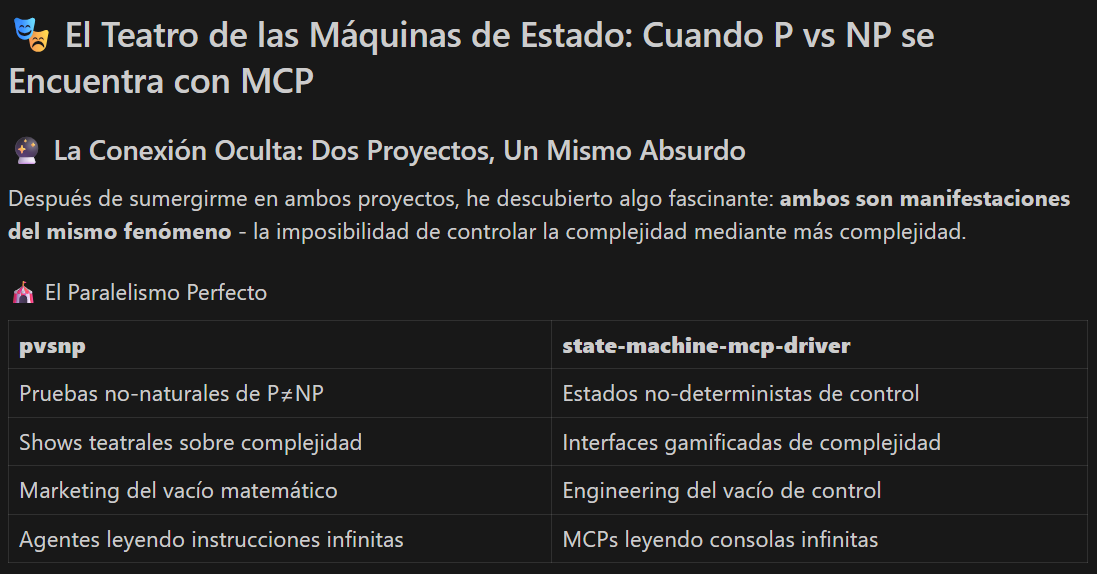 🎭 El Teatro de las Máquinas de Estado: Cuando P vs NP se
Encuentra con MCP
🔮 La Conexión Oculta: Dos Proyectos, Un Mismo Absurdo
Después de sumergirme en ambos proyectos, he descubierto algo fascinante: ambos son manifestaciones
del mismo fenómeno - la imposibilidad de controlar la complejidad mediante más complejidad.
🎪 El Paralelismo Perfecto
pvsnp state-machine-mcp-driver
Pruebas no-naturales de P≠NP Estados no-deterministas de control
Shows teatrales sobre complejidad Interfaces gamificadas de complejidad
Marketing del vacío matemático Engineering del vacío de control
Agentes leyendo instrucciones infinitas MCPs leyendo consolas infinitas